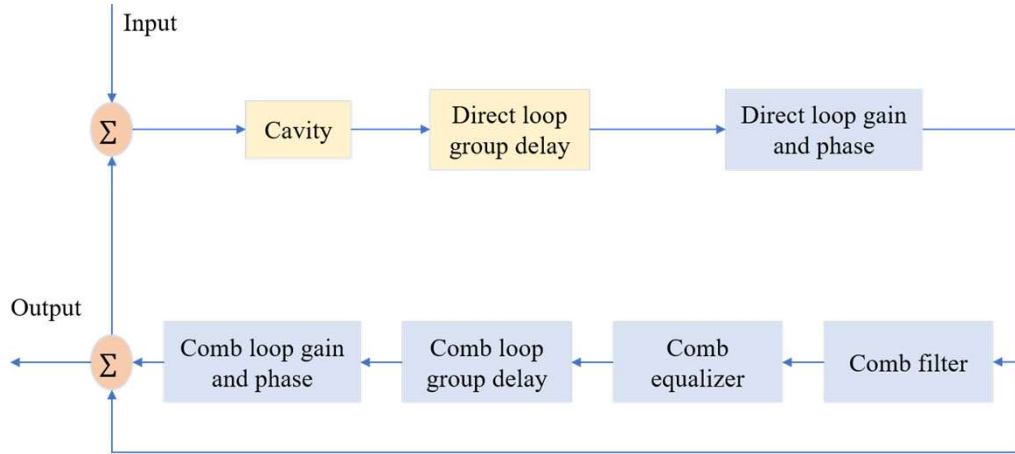 Input
Σ
Cavity
Direct loop
group delay
Direct loop gain
and phase
Output
Σ
Comb loop gain
and phase
Comb loop
group delay
Comb
equalizer
Comb filter